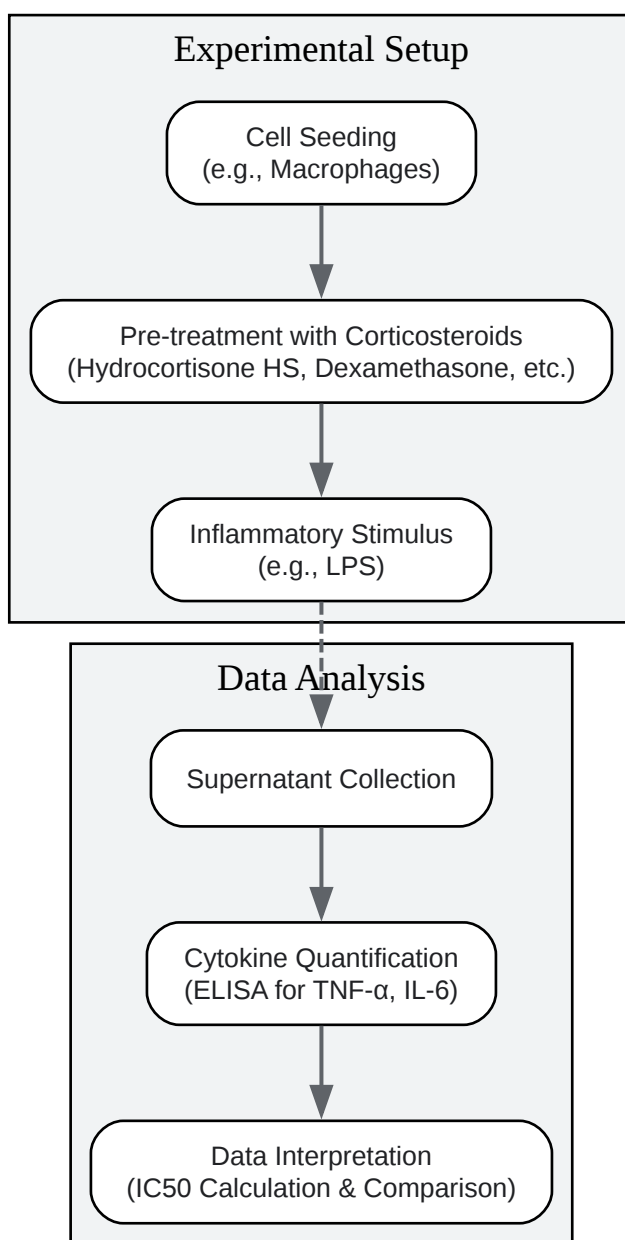 Experimental Setup
Cell Seeding
(e.g., Macrophages)
Pre-treatment with Corticosteroids
(Hydrocortisone HS, Dexamethasone, etc.)
Inflammatory Stimulus
(e.g., LPS)
Data Analysis
Supernatant Collection
Cytokine Quantification
(ELISA for TNF-α, IL-6)
Data Interpretation
(IC50 Calculation & Comparison)